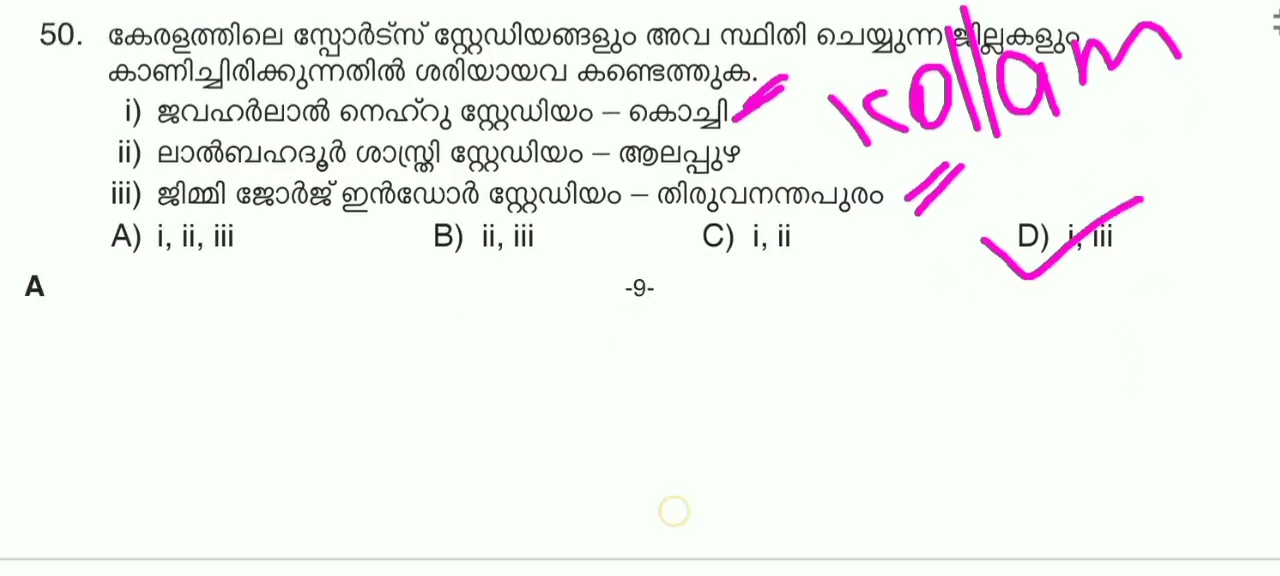 50. കേരളത്തിലെ സ്പോർട്സ് സ്റ്റേഡിയങ്ങളും അവ സ്ഥിതി ചെയ്യുന്ന ജില്ലകളും
കാണിച്ചിരിക്കുന്നതിൽ ശരിയായവ കണ്ടെത്തുക.
Kollam
i) ജവഹർലാൽ നെഹ്റു സ്റ്റേഡിയം – കൊച്ചി
ii) ലാൽബഹദൂർ ശാസ്ത്രി സ്റ്റേഡിയം – ആലപ്പുഴ
iii) ജിമ്മി ജോർജ് ഇൻഡോർ സ്റ്റേഡിയം – തിരുവനന്തപുരം
A) i, ii, iii B) ii, iii C) i, ii D) i, iii
A -9-